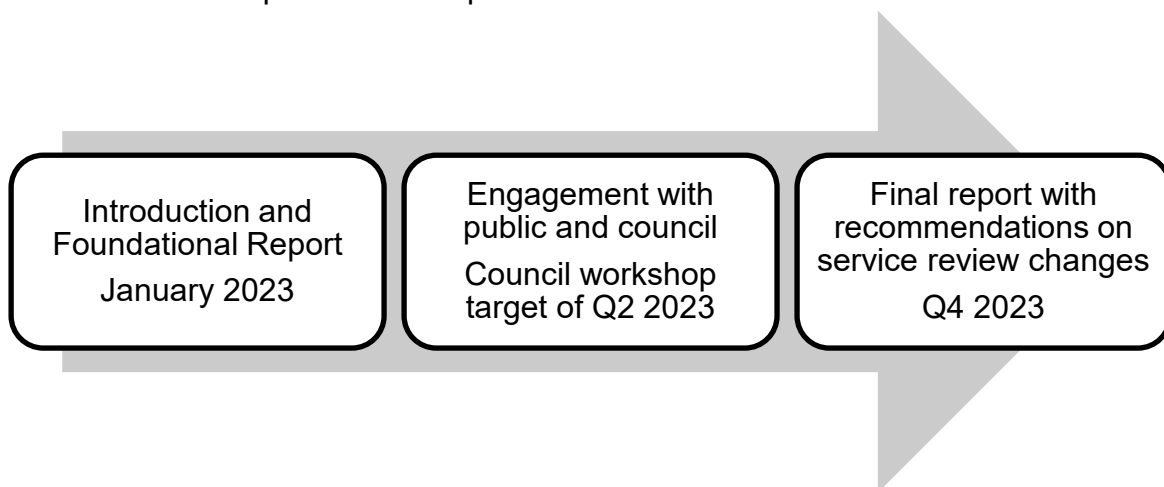 Introduction and
Foundational Report
January 2023
Engagement with
public and council
Council workshop
target of Q2 2023
Final report with
recommendations on
service review changes
Q4 2023